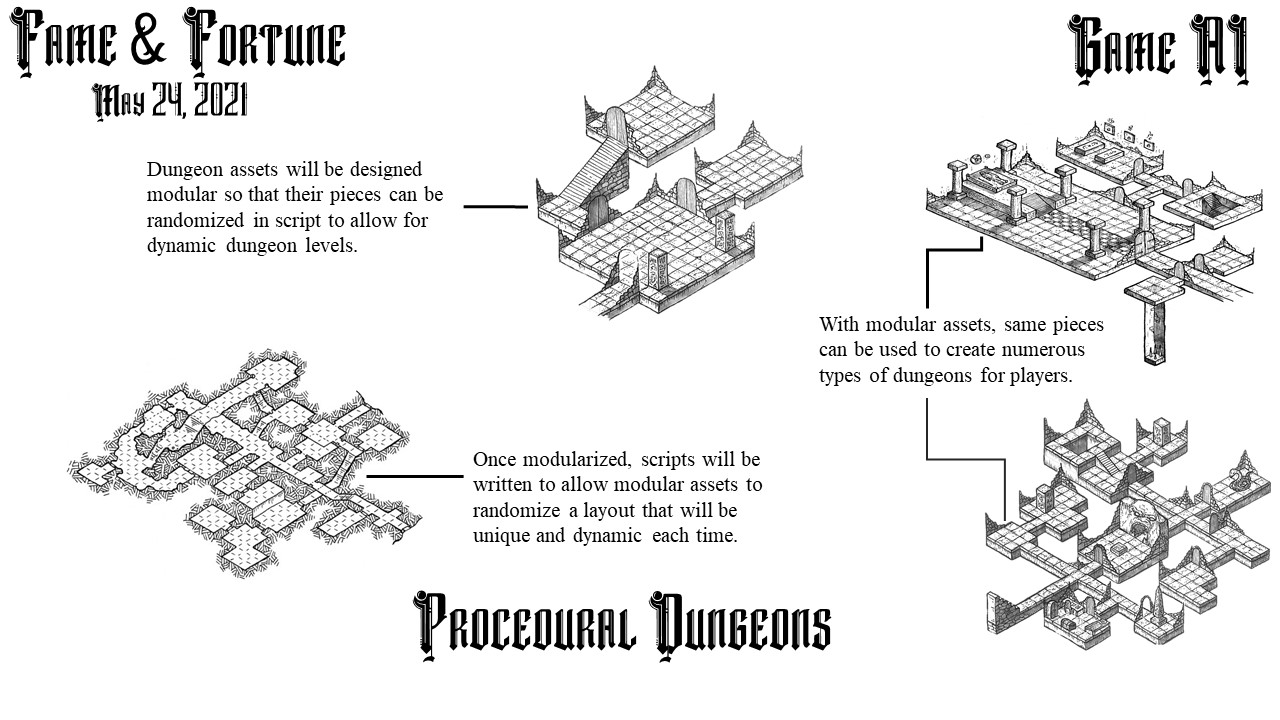 Fame & Fortune
May 24, 2021
Game AI
Dungeon assets will be designed
modular so that their pieces can be
randomized in script to allow for
dynamic dungeon levels.
With modular assets, same pieces
can be used to create numerous
types of dungeons for players.
Once modularized, scripts will be
written to allow modular assets to
randomize a layout that will be
unique and dynamic each time.
Procedural Dungeons